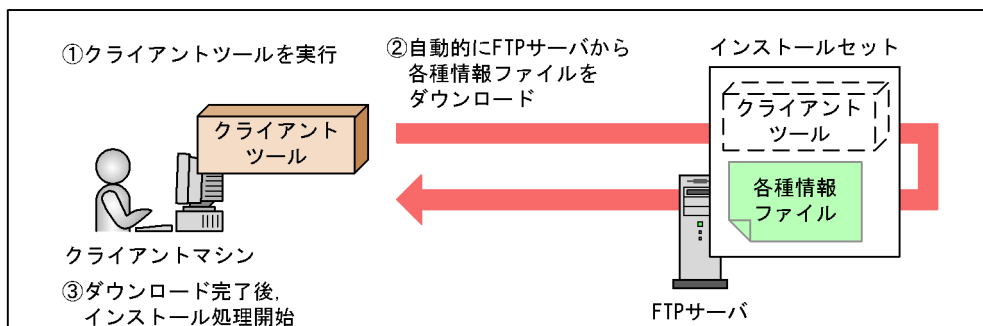 ①クライアントツールを実行
②自動的にFTPサーバから
各種情報ファイルを
ダウンロード
インストールセット
クライアント
ツール
クライアント
ツール
各種情報
ファイル
クライアントマシン
③ダウンロード完了後,
インストール処理開始
FTPサーバ